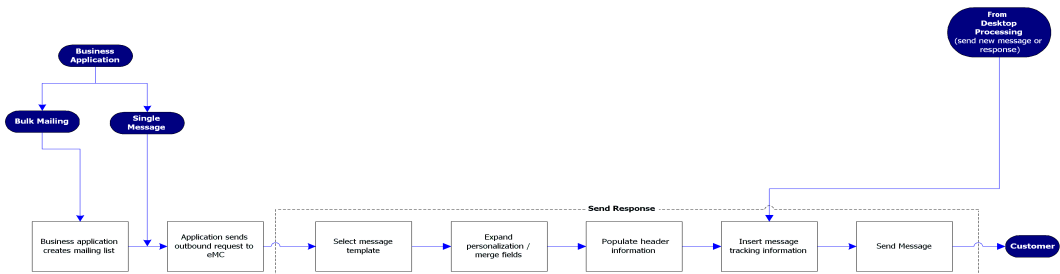 From
Desktop
Processing
(send new message or
response)
Business
Application
Bulk Mailing
Single
Message
Send Response
Business application
creates mailing list
Application sends
outbound request to
eMC
Select message
template
Expand
personalization /
merge fields
Populate header
information
Insert message
tracking information
Send Message
Customer